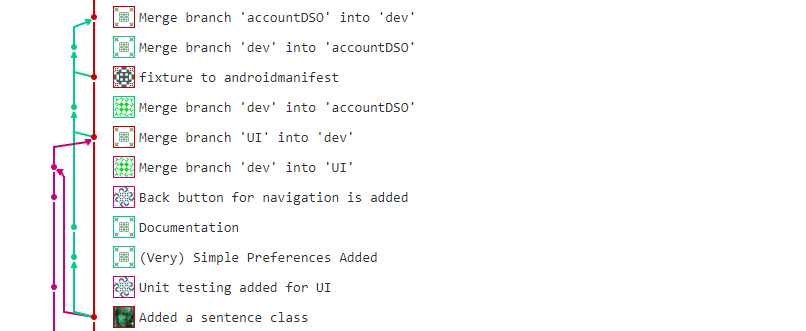 Merge branch 'accountDSO' into 'dev'
Merge branch 'dev' into 'accountDSO'
fixture to androidmanifest
Merge branch 'dev' into 'accountDSO'
Merge branch 'UI' into 'dev'
Merge branch 'dev' into 'UI'
Back button for navigation is added
Documentation
(Very) Simple Preferences Added
Unit testing added for UI
Added a sentence class